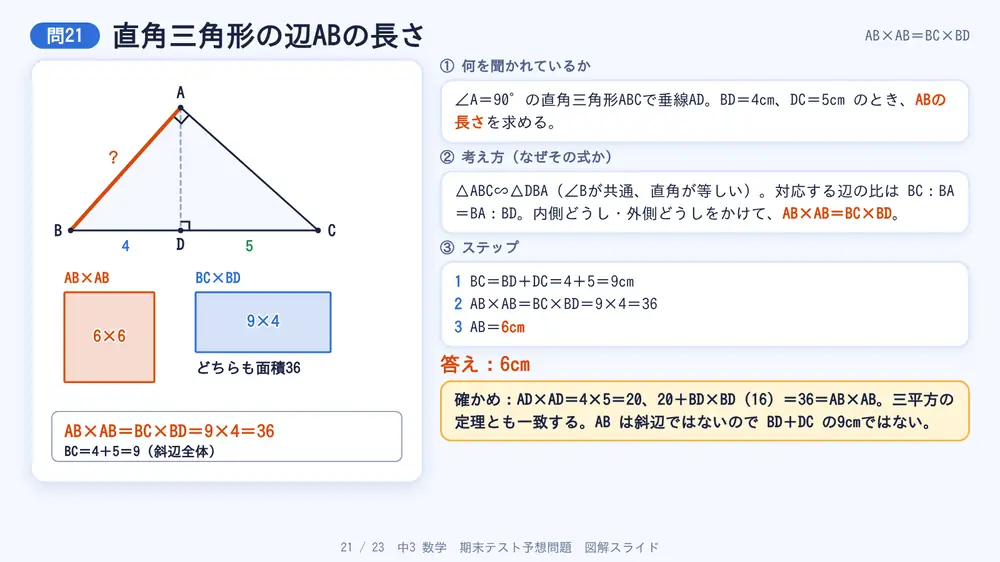 問21
直角三角形の辺ABの長さ
AB×AB＝BC×BD
A
？
B
4
D
5
C
AB×AB
BC×BD
6×6
9×4
どちらも面積36
AB×AB＝BC×BD＝9×4＝36
BC＝4＋5＝9（斜辺全体）
① 何を聞かれているか
∠A＝90°の直角三角形ABCで垂線AD。BD＝4cm、DC＝5cm のとき、ABの
長さを求める。
② 考え方（なぜその式か）
△ABC∽△DBA（∠Bが共通、直角が等しい）。対応する辺の比は BC：BA
＝BA：BD。内側どうし・外側どうしをかけて、AB×AB＝BC×BD。
③ ステップ
1 BC＝BD＋DC＝4＋5＝9cm
2 AB×AB＝BC×BD＝9×4＝36
3 AB＝6cm
答え：6cm
確かめ：AD×AD＝4×5＝20、20＋BD×BD（16）＝36＝AB×AB。三平方の
定理とも一致する。AB は斜辺ではないので BD＋DC の9cmではない。
21 / 23　中3 数学　期末テスト予想問題　図解スライド